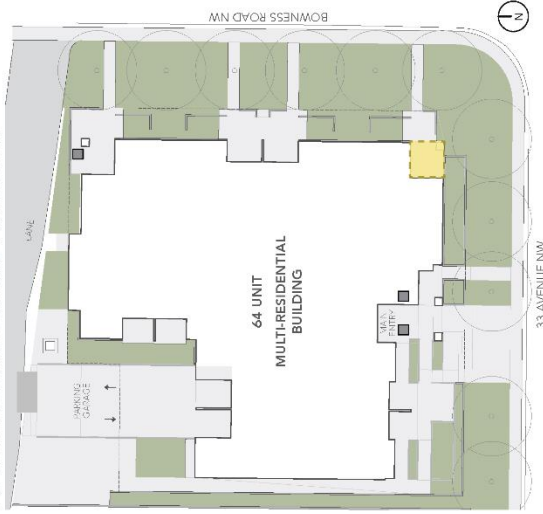 BOWNESS ROAD NW
N
LANE
64 UNIT
MULTI-RESIDENTIAL
BUILDING
MAIN
ENTRY
PARKING
GARAGE
33 AVENUE NW